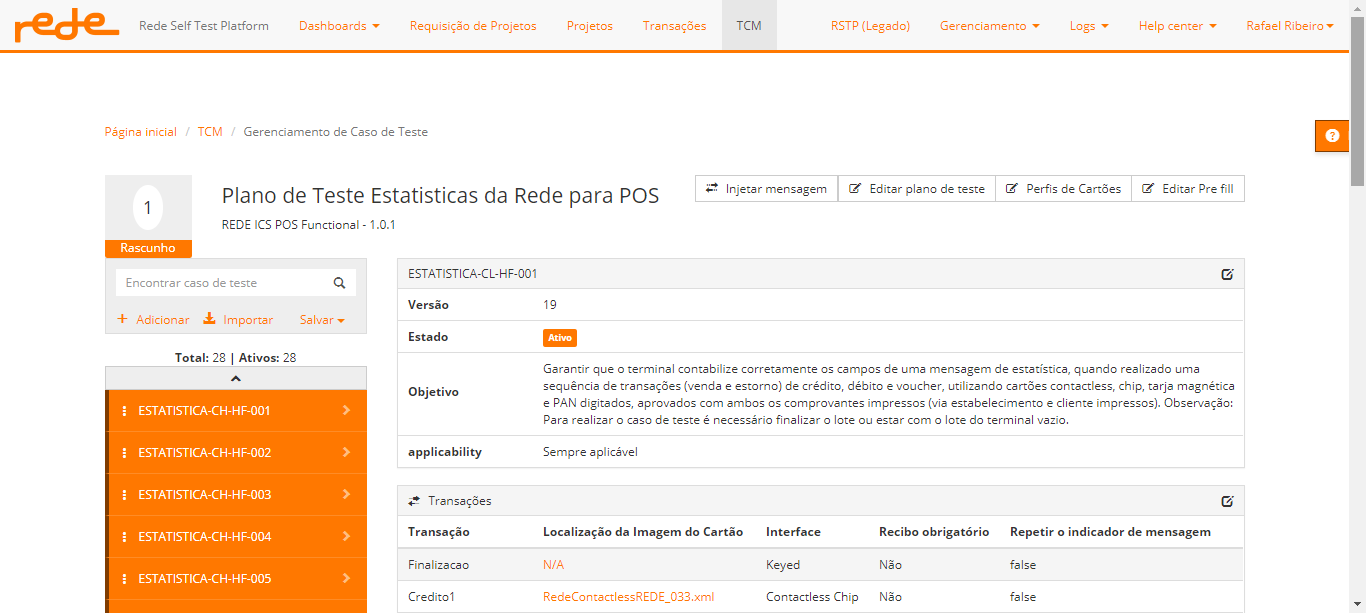 rede Rede Self Test Platform Dashboards Requisição de Projetos Projetos Transações TCM RSTP (Legado) Gerenciamento Logs Help center Rafael Ribeiro
Página inicial / TCM / Gerenciamento de Caso de Teste
1
Rascunho
Plano de Teste Estatisticas da Rede para POS
REDE ICS POS Functional - 1.0.1
Injetar mensagem Editar plano de teste Perfis de Cartões Editar Pre fill
Encontrar caso de teste
+ Adicionar Importar Salvar
Total: 28 | Ativos: 28
ESTATISTICA-CH-HF-001
ESTATISTICA-CH-HF-002
ESTATISTICA-CH-HF-003
ESTATISTICA-CH-HF-004
ESTATISTICA-CH-HF-005
ESTATISTICA-CL-HF-001
Versão 19
Estado Ativo
Objetivo
Garantir que o terminal contabilize corretamente os campos de uma mensagem de estatística, quando realizado uma
sequência de transações (venda e estorno) de crédito, débito e voucher, utilizando cartões contactless, chip, tarja magnética
e PAN digitados, aprovados com ambos os comprovantes impressos (via estabelecimento e cliente impressos). Observação:
Para realizar o caso de teste é necessário finalizar o lote ou estar com o lote do terminal vazio.
applicability Sempre aplicável
Transações
Transação Localização da Imagem do Cartão Interface Recibo obrigatório Repetir o indicador de mensagem
Finalizacao N/A Keyed Não false
Credito1 RedeContactlessREDE_033.xml Contactless Chip Não false